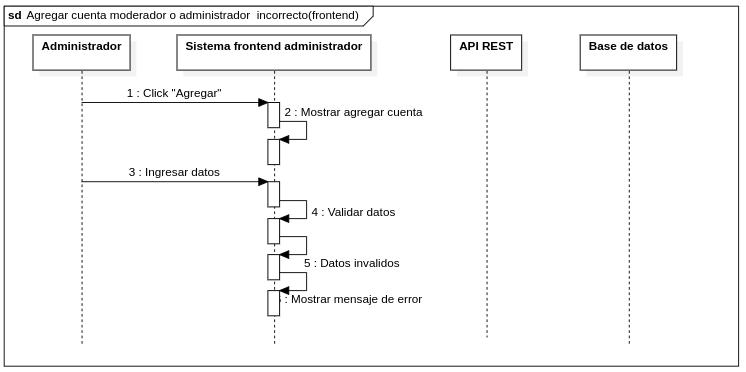 sd Agregar cuenta moderador o administrador incorrecto(frontend)
Administrador
Sistema frontend administrador
API REST
Base de datos
1 : Click "Agregar"
2 : Mostrar agregar cuenta
3 : Ingresar datos
4 : Validar datos
5 : Datos invalidos
: Mostrar mensaje de error